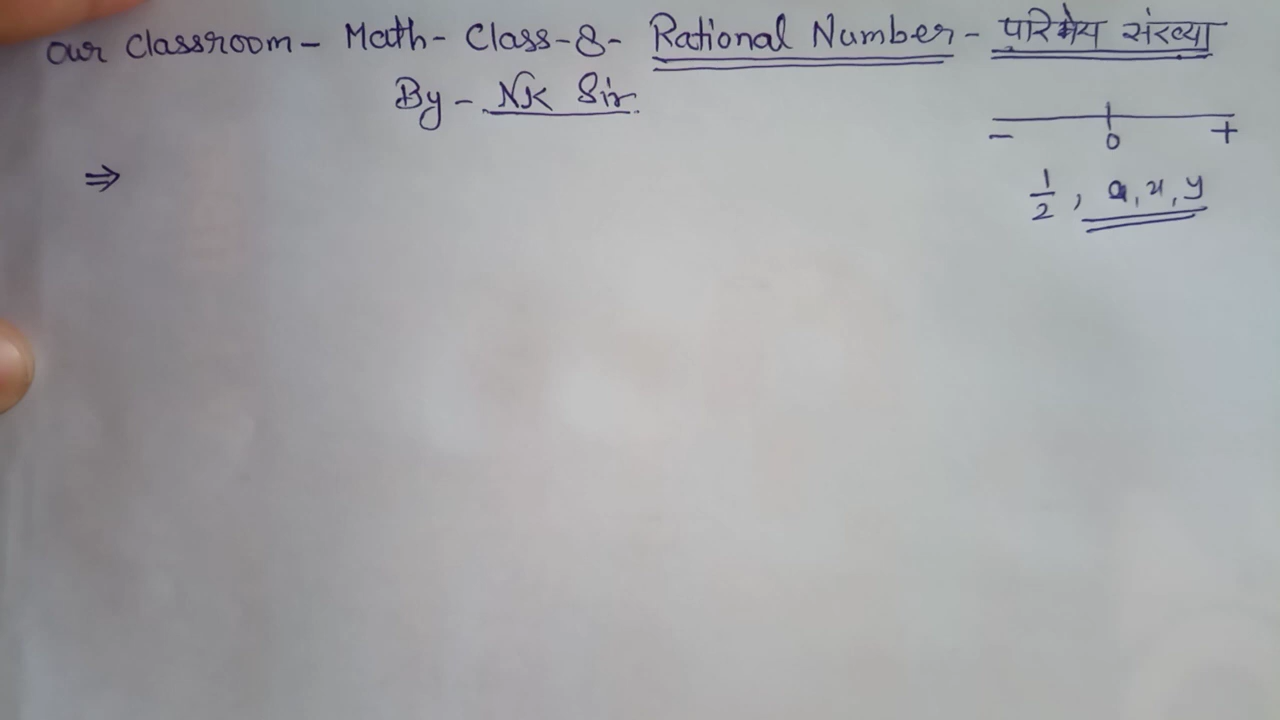 our classroom - Math - Class - 8 - Rational Number - परिमेय संख्या
By - NK Sir
- 0 +
⇒
1/2, a, x, y